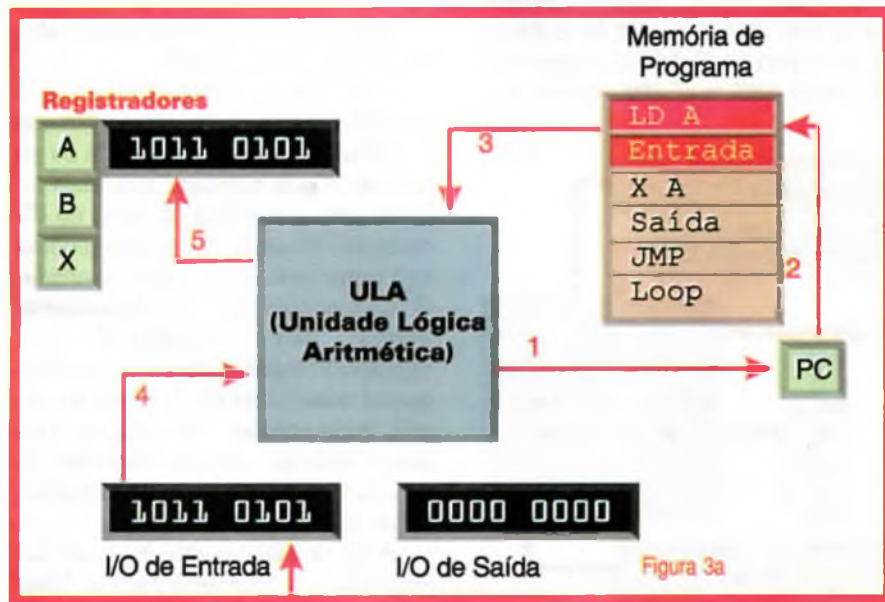 Memória de
Programa
Registradores
A
1011 0101
B
X
LD A
Entrada
X A
Saída
JMP
Loop
3
5
2
ULA
(Unidade Lógica
Aritmética)
1
PC
4
1011 0101
0000 0000
I/O de Entrada
I/O de Saída
Figura 3a